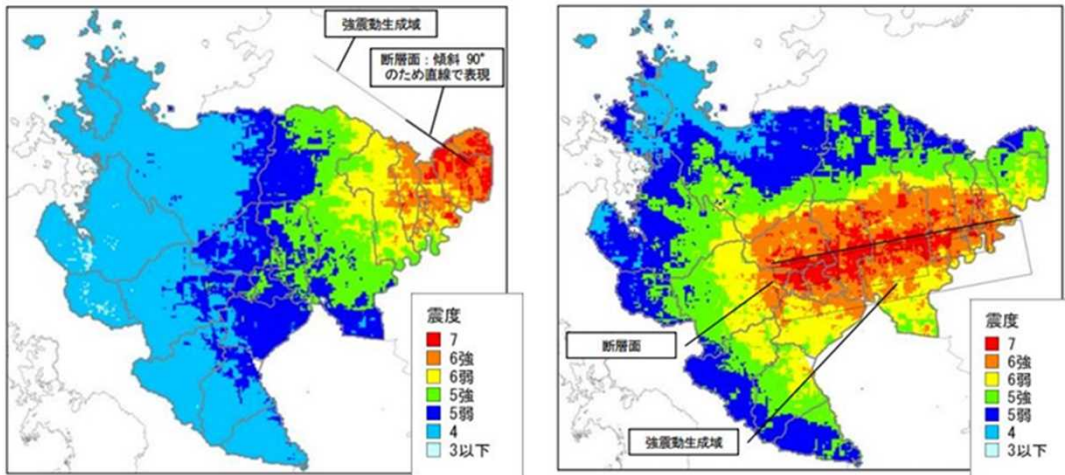 強震動生成域
断層面：傾斜 90°
のため直線で表現
震度
7
6強
6弱
5強
5弱
4
3以下
断層面
強震動生成域
震度
7
6強
6弱
5強
5弱
4
3以下